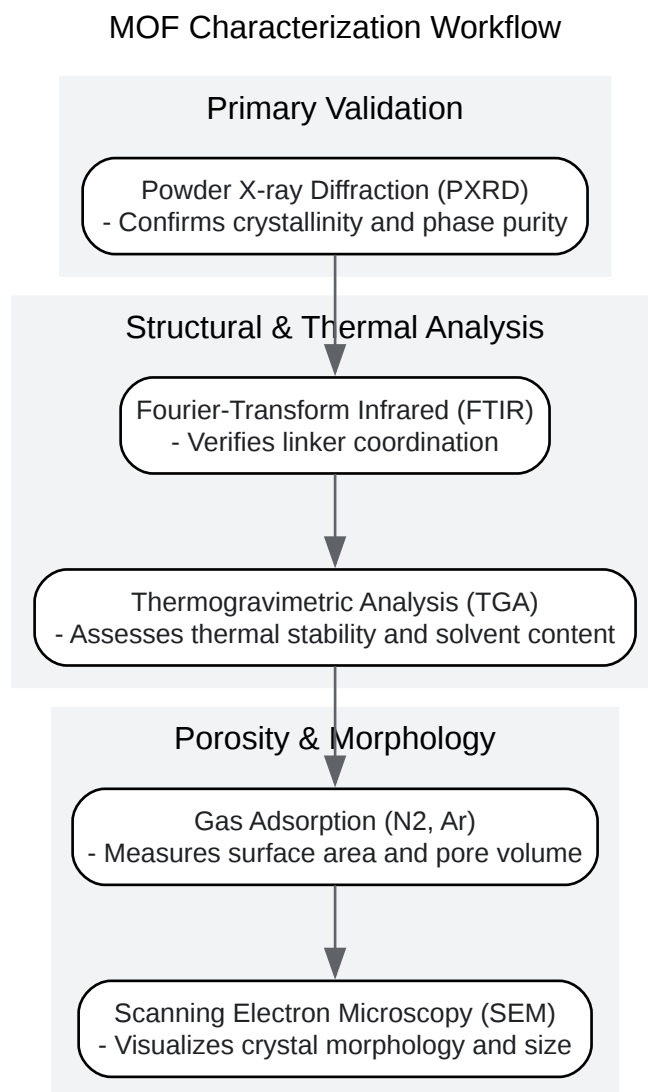 MOF Characterization Workflow
Primary Validation
Powder X-ray Diffraction (PXRD)
- Confirms crystallinity and phase purity
Structural & Thermal Analysis
Fourier-Transform Infrared (FTIR)
- Verifies linker coordination
Thermogravimetric Analysis (TGA)
- Assesses thermal stability and solvent content
Porosity & Morphology
Gas Adsorption (N2, Ar)
- Measures surface area and pore volume
Scanning Electron Microscopy (SEM)
- Visualizes crystal morphology and size